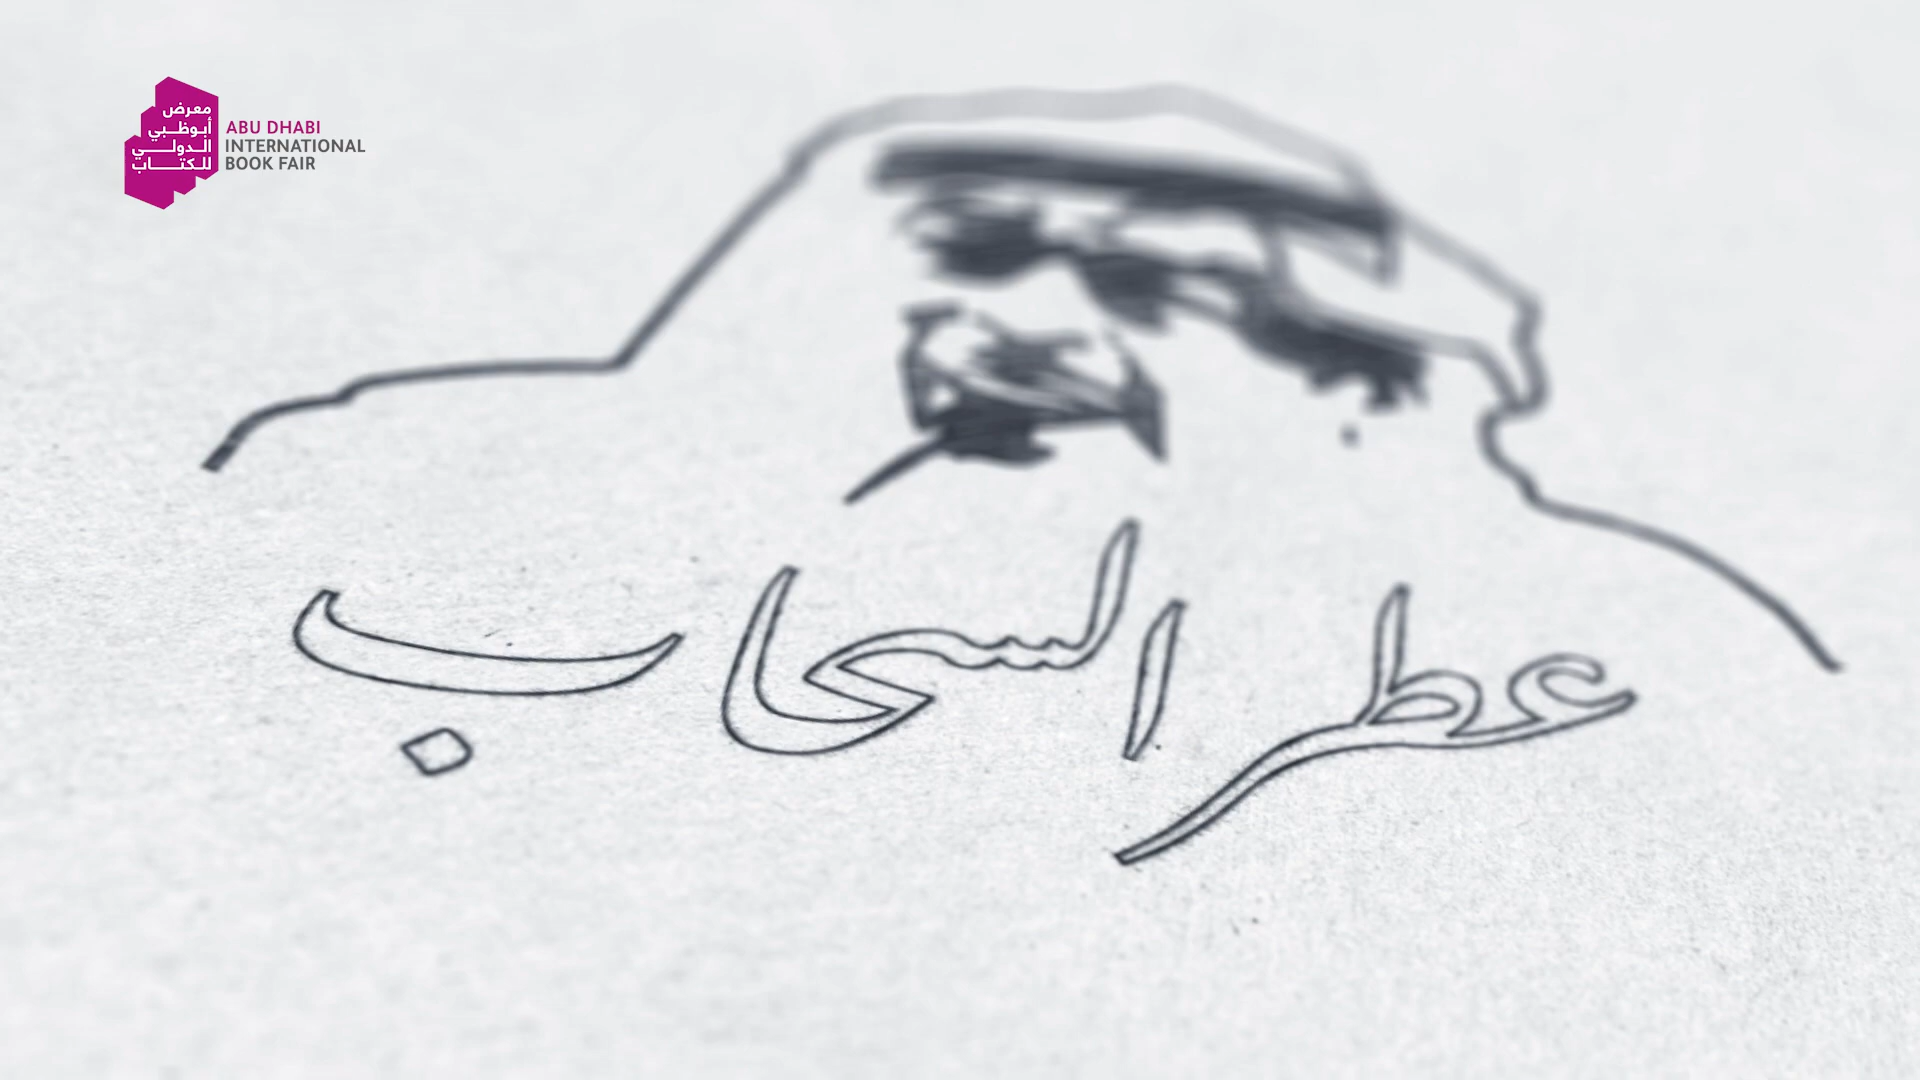 معرض
أبوظبي
الدولي
للكتاب
ABU DHABI
INTERNATIONAL
BOOK FAIR
عطر السحاب